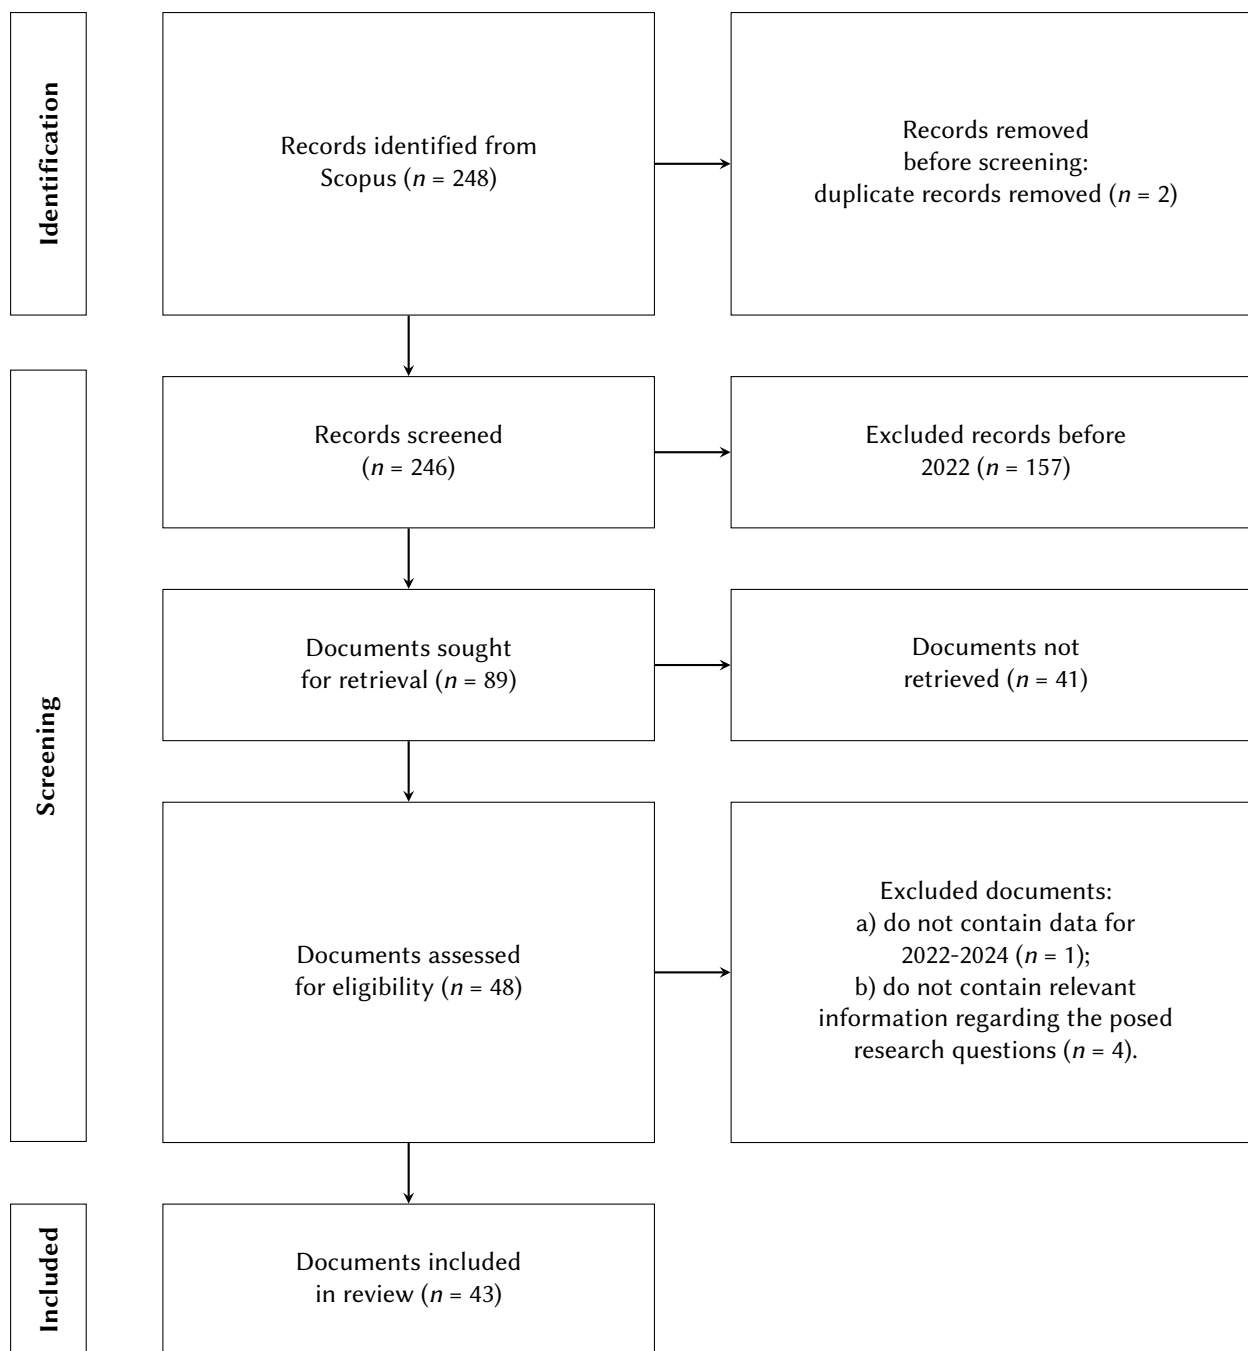 Identification
Records identified from
Scopus (n = 248)
Records removed
before screening:
duplicate records removed (n = 2)
Screening
Records screened
(n = 246)
Excluded records before
2022 (n = 157)
Documents sought
for retrieval (n = 89)
Documents not
retrieved (n = 41)
Documents assessed
for eligibility (n = 48)
Excluded documents:
a) do not contain data for
2022-2024 (n = 1);
b) do not contain relevant
information regarding the posed
research questions (n = 4).
Included
Documents included
in review (n = 43)